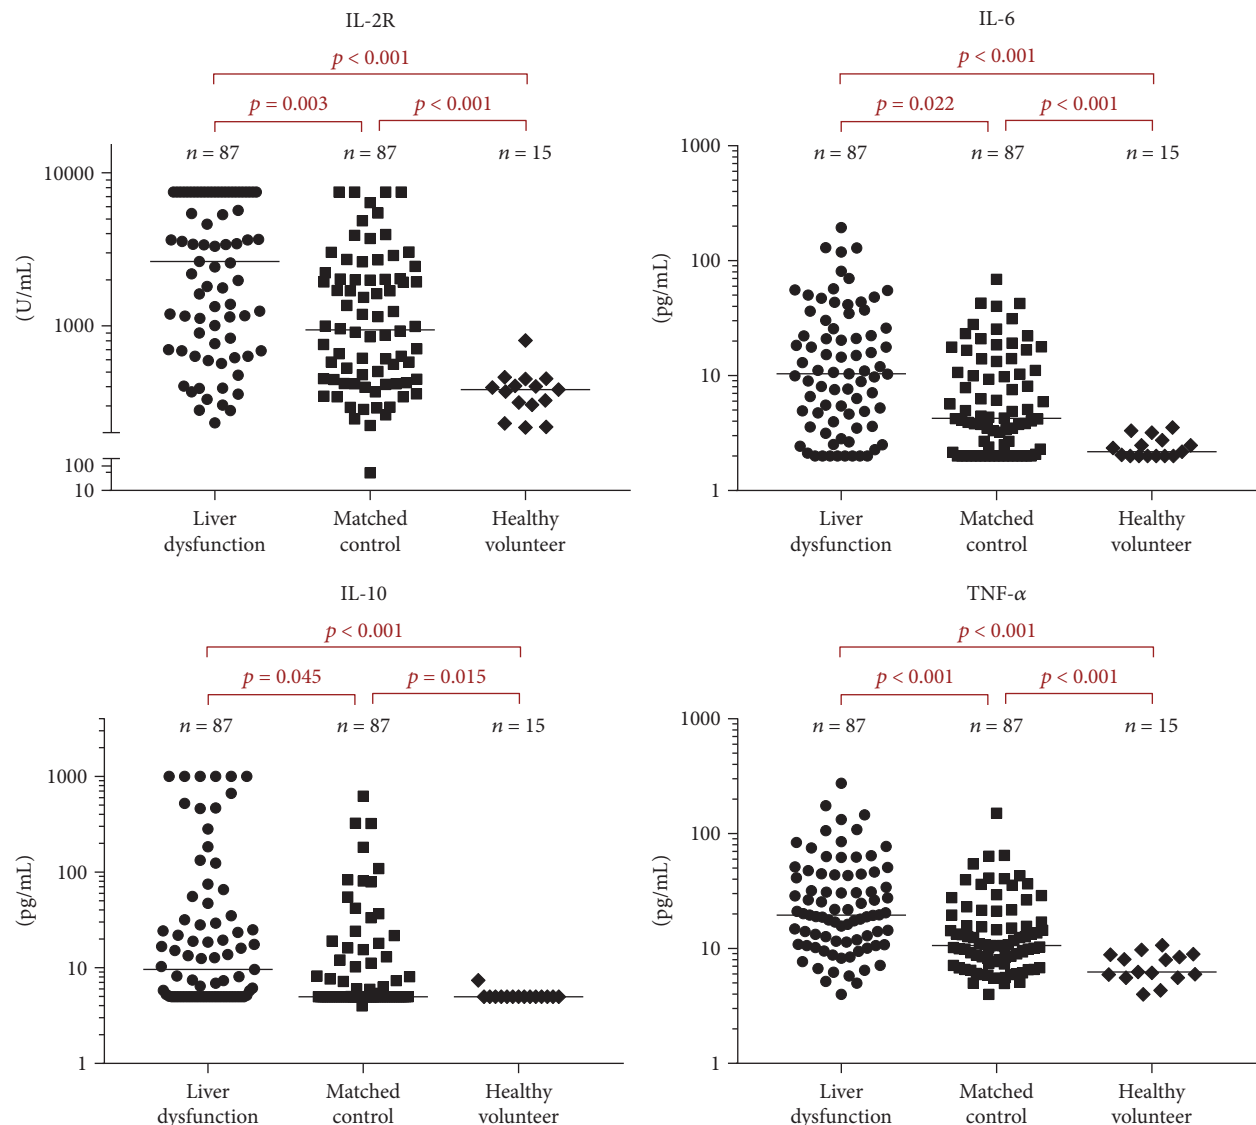 IL-2R
p < 0.001
p = 0.003
p < 0.001
n = 87
n = 87
n = 15
10000
1000
100
10
(U/mL)
Liver
dysfunction
Matched
control
Healthy
volunteer
IL-6
p < 0.001
p = 0.022
p < 0.001
n = 87
n = 87
n = 15
1000
100
10
1
(pg/mL)
Liver
dysfunction
Matched
control
Healthy
volunteer
IL-10
p < 0.001
p = 0.045
p = 0.015
n = 87
n = 87
n = 15
1000
100
10
1
(pg/mL)
Liver
dysfunction
Matched
control
Healthy
volunteer
TNF-α
p < 0.001
p < 0.001
p < 0.001
n = 87
n = 87
n = 15
1000
100
10
1
(pg/mL)
Liver
dysfunction
Matched
control
Healthy
volunteer